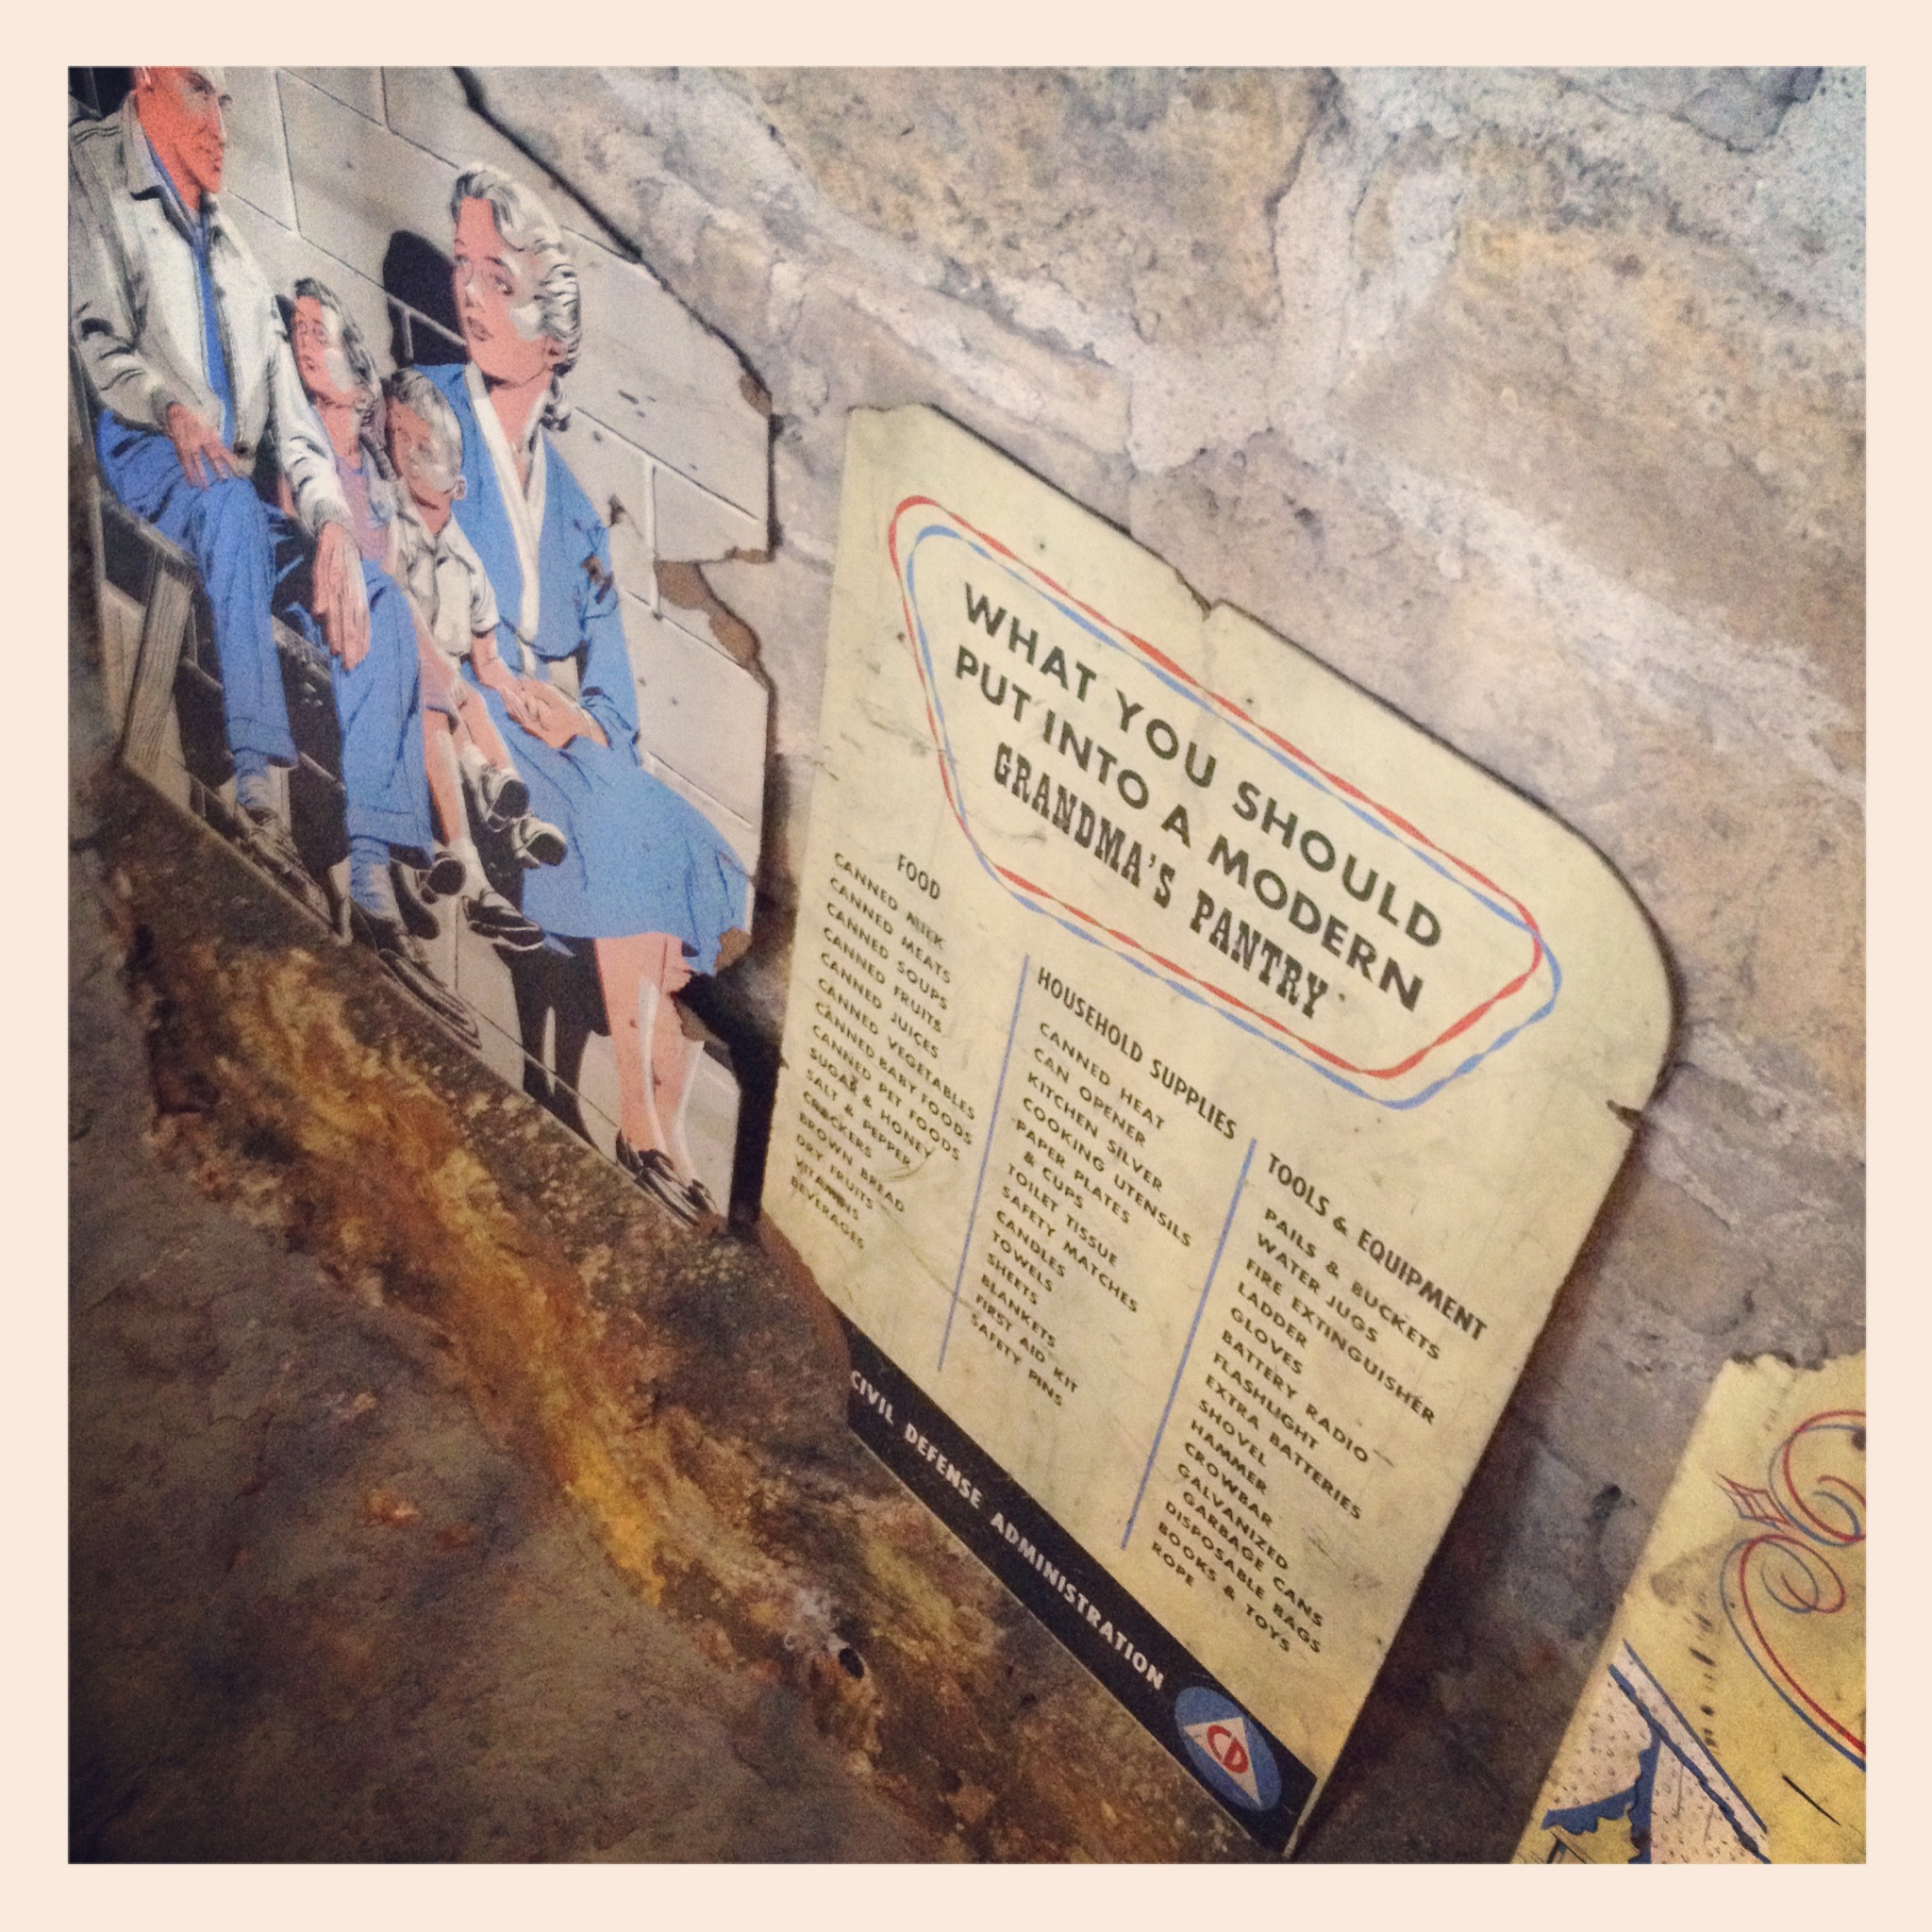 WHAT YOU SHOULD
PUT INTO A MODERN
GRANDMA'S PANTRY
FOOD
CANNED MILK
CANNED MEATS
CANNED SOUPS
CANNED FRUITS
CANNED JUICES
CANNED VEGETABLES
CANNED BABY FOODS
CANNED PET FOODS
SUGAR & HONEY
SALT & PEPPER
CRACKERS
BROWN BREAD
DRY FRUITS
VITAMINS
BEVERAGES
HOUSEHOLD SUPPLIES
CANNED HEAT
CAN OPENER
KITCHEN SILVER
COOKING UTENSILS
PAPER PLATES
& CUPS
TOILET TISSUE
SAFETY MATCHES
CANDLES
TOWELS
SHEETS
BLANKETS
FIRST AID KIT
SAFETY PINS
TOOLS & EQUIPMENT
PAILS & BUCKETS
WATER JUGS
FIRE EXTINGUISHER
LADDER
GLOVES
BATTERY RADIO
FLASHLIGHT
EXTRA BATTERIES
SHOVEL
HAMMER
CROWBAR
GALVANIZED
GARBAGE CANS
DISPOSABLE BAGS
BOOKS & TOYS
ROPE
CIVIL DEFENSE ADMINISTRATION
CD